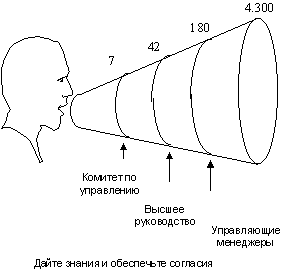 4.300
180
42
7
Комитет по
управлению
Высшее
руководство
Управляющие
менеджеры
Дайте знания и обеспечьте согласия